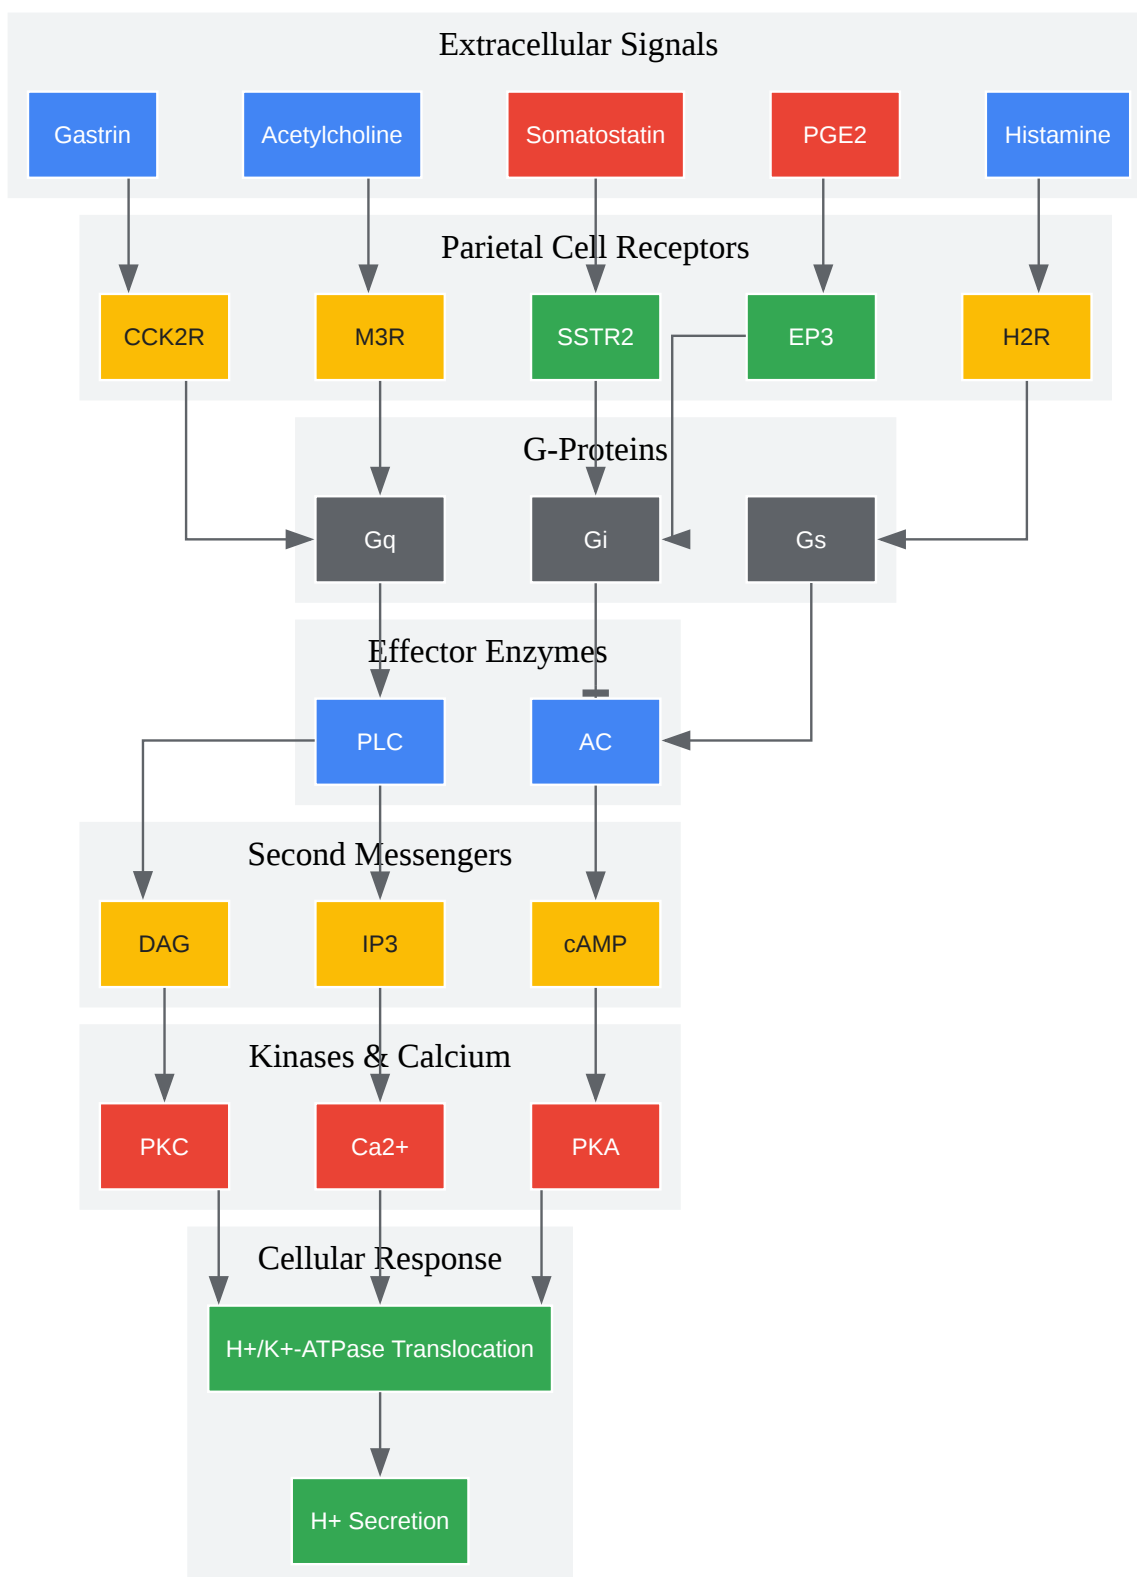 Extracellular Signals
Gastrin
Acetylcholine
Somatostatin
PGE2
Histamine
Parietal Cell Receptors
CCK2R
M3R
SSTR2
EP3
H2R
G-Proteins
Gq
Gi
Gs
Effector Enzymes
PLC
AC
Second Messengers
DAG
IP3
cAMP
Kinases & Calcium
PKC
Ca2+
PKA
Cellular Response
H+/K+-ATPase Translocation
H+ Secretion